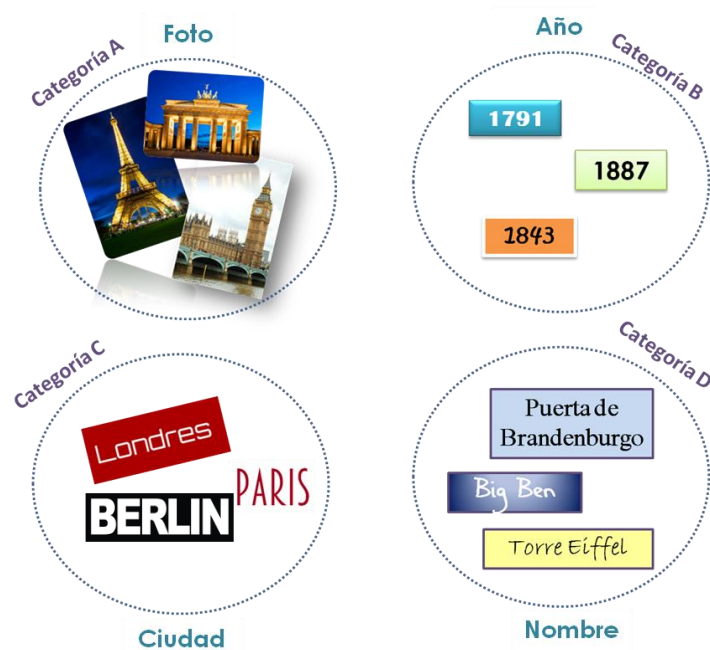 Foto
Categoría A
Año
Categoría B
1791
1887
1843
Categoría C
Londres
BERLIN
PARIS
Ciudad
Categoría D
Puerta de
Brandenburgo
Big Ben
Torre Eiffel
Nombre